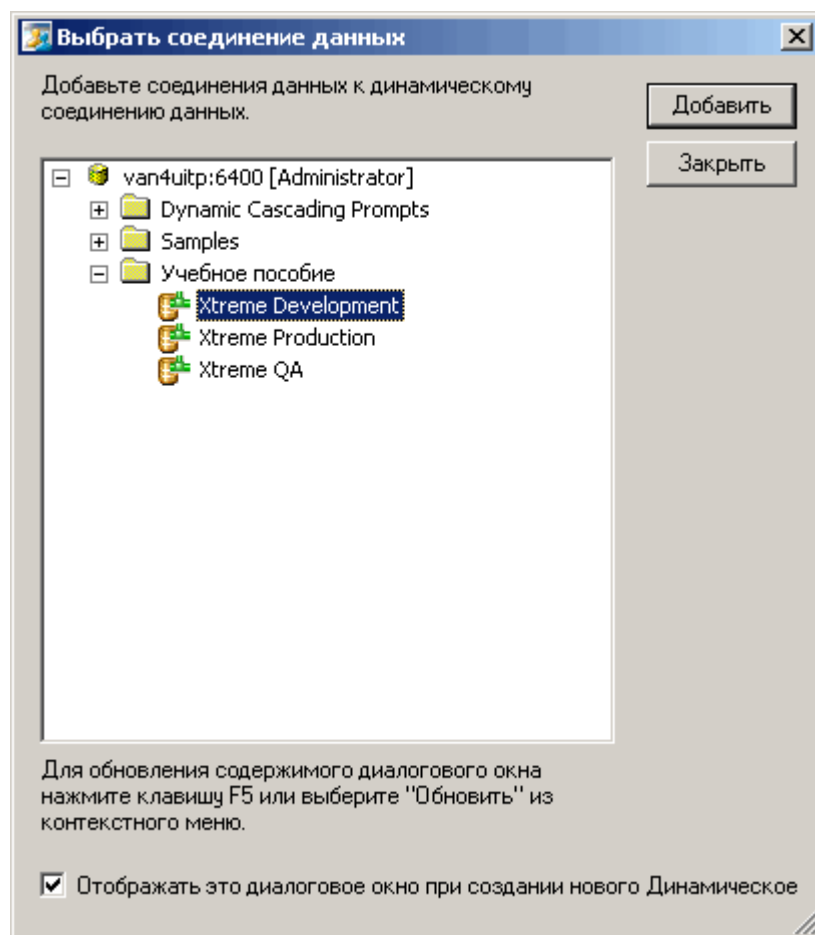 Выбрать соединение данных
Добавьте соединения данных к динамическому
соединению данных.
Добавить
Закрыть
van4uitp:6400 [Administrator]
Dynamic Cascading Prompts
Samples
Учебное пособие
Xtreme Development
Xtreme Production
Xtreme QA
Для обновления содержимого диалогового окна
нажмите клавишу F5 или выберите "Обновить" из
контекстного меню.
Отображать это диалоговое окно при создании нового Динамическое